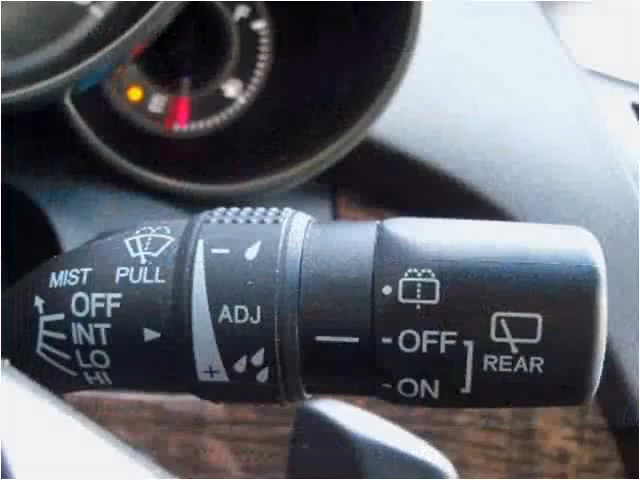 MIST
PULL
OFF
INT
LO
HI
ADJ
OFF
ON
REAR